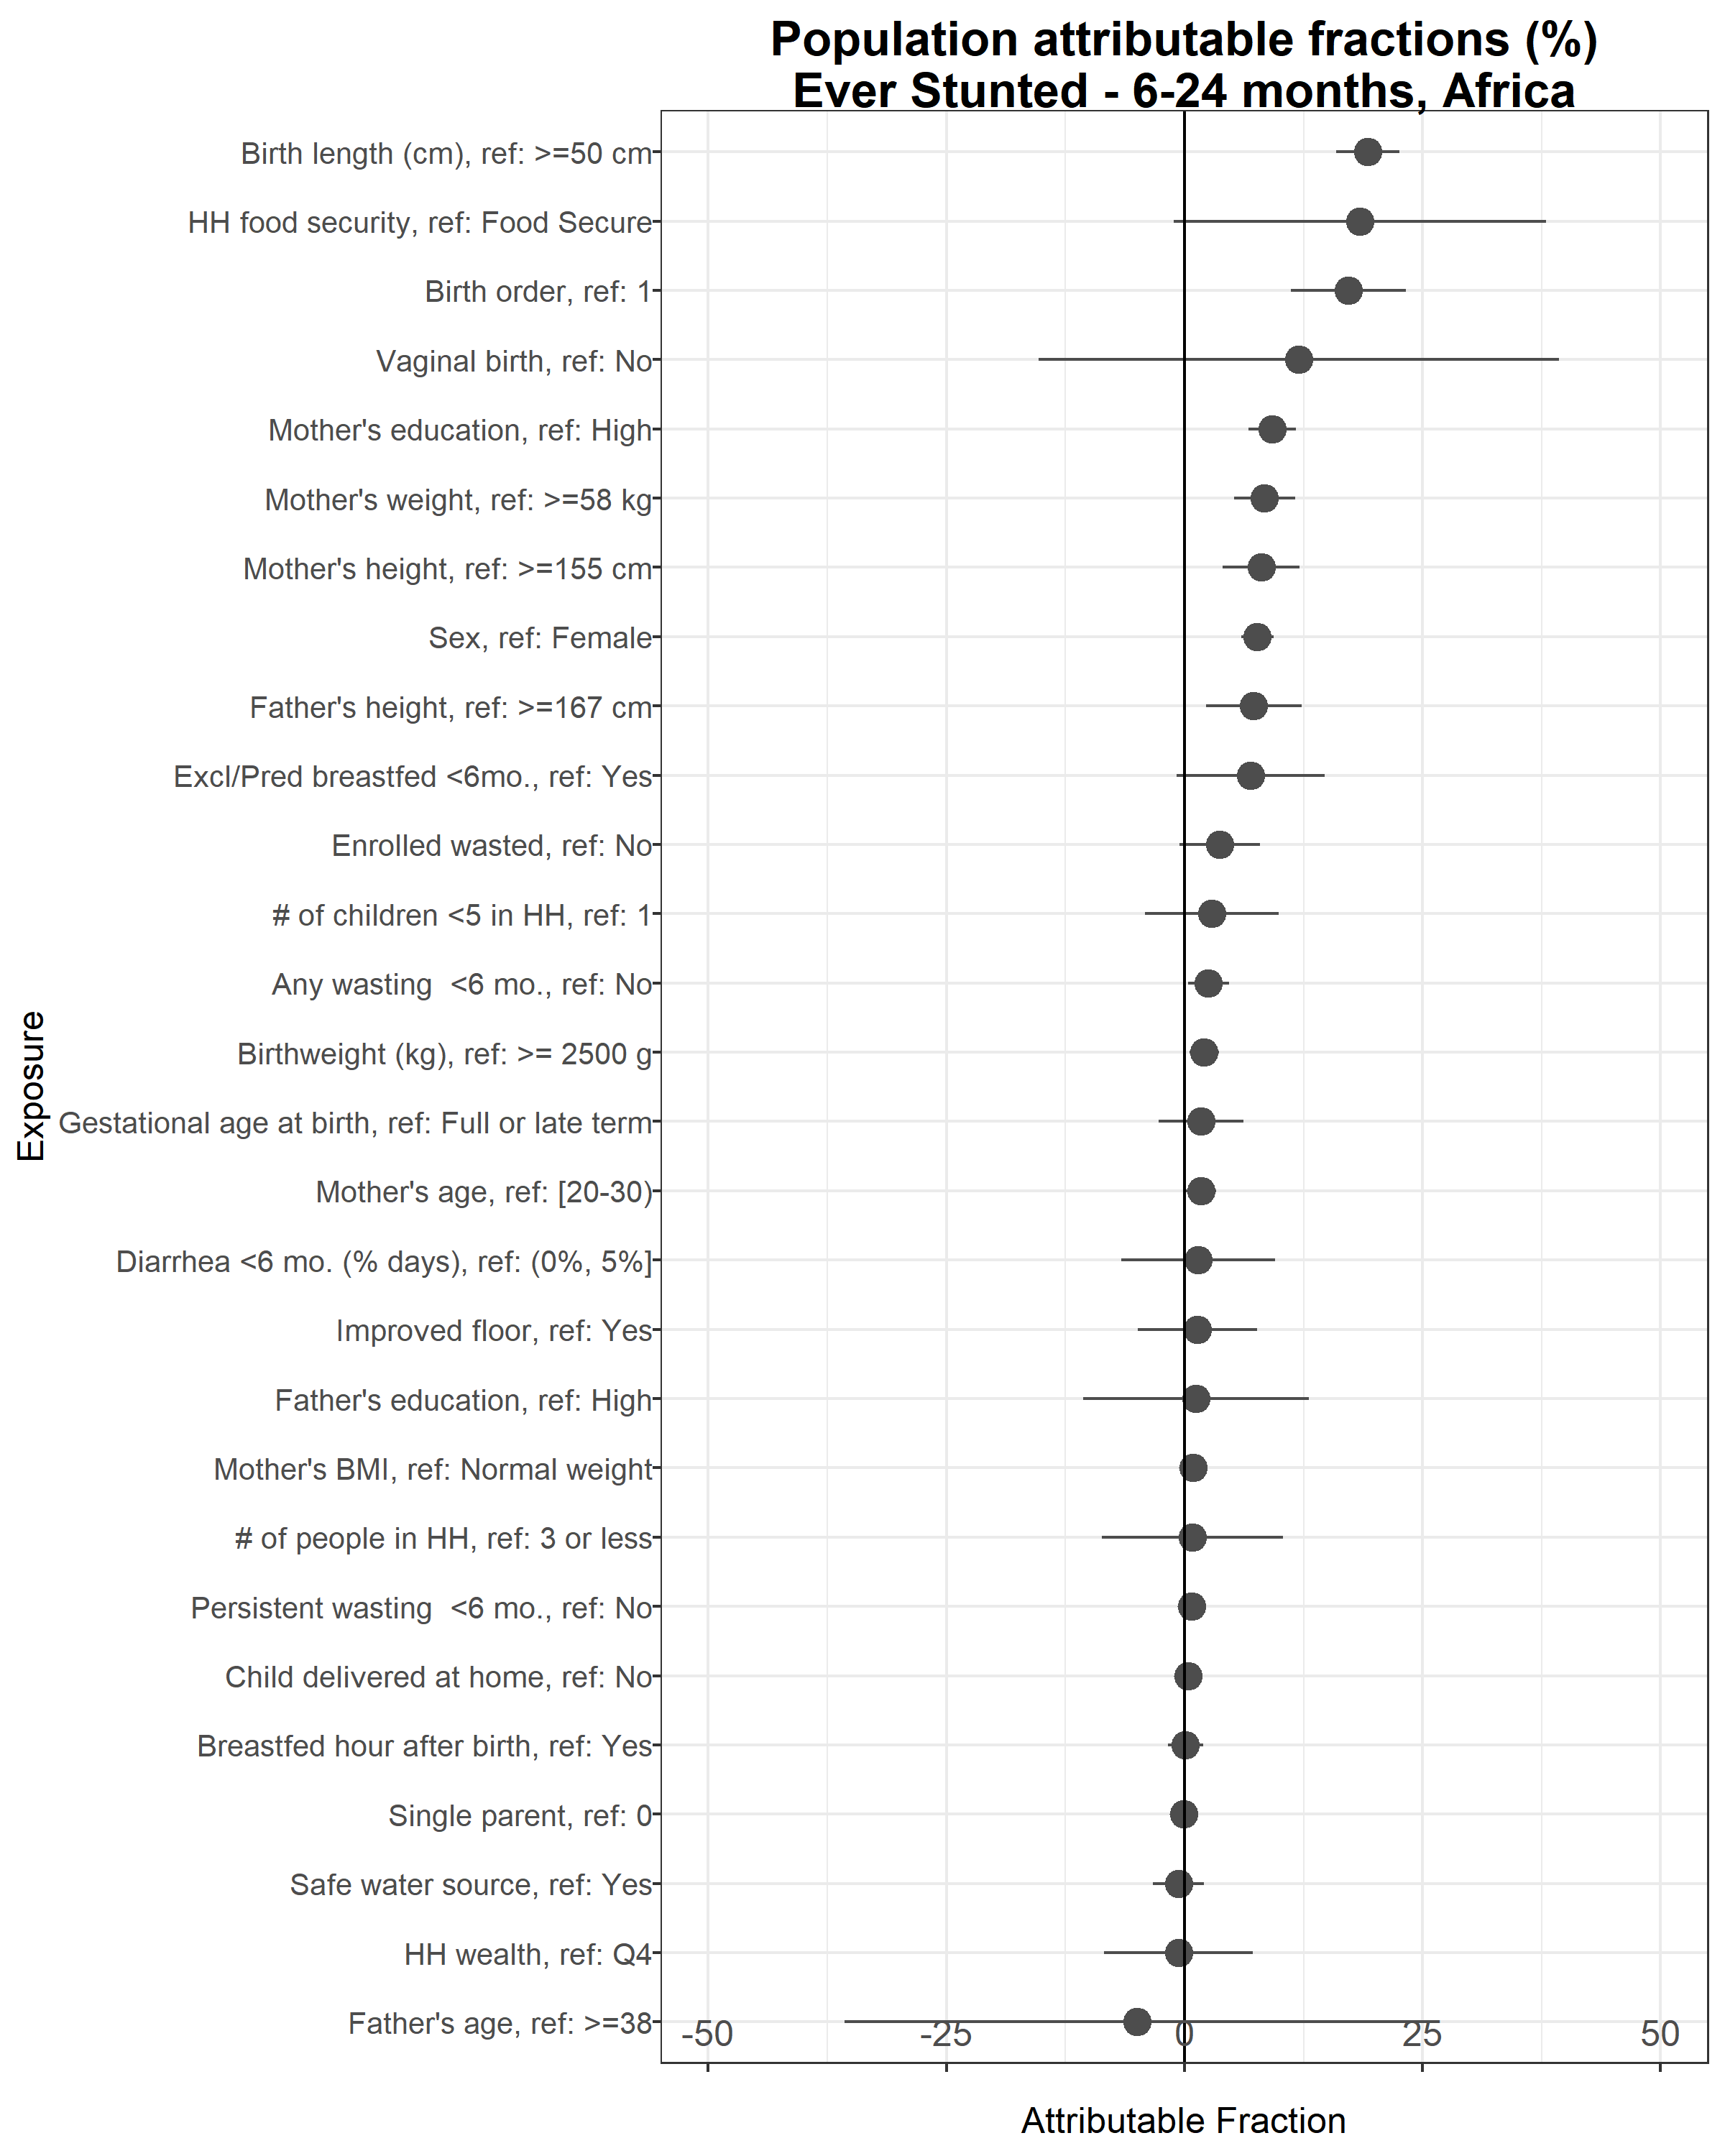 Population attributable fractions (%)
Ever Stunted - 6-24 months, Africa
Birth length (cm), ref: >=50 cm
HH food security, ref: Food Secure
Birth order, ref: 1
Vaginal birth, ref: No
Mother's education, ref: High
Mother's weight, ref: >=58 kg
Mother's height, ref: >=155 cm
Sex, ref: Female
Father's height, ref: >=167 cm
Excl/Pred breastfed <6mo., ref: Yes
Enrolled wasted, ref: No
# of children <5 in HH, ref: 1
Any wasting  <6 mo., ref: No
Birthweight (kg), ref: >= 2500 g
Gestational age at birth, ref: Full or late term
Mother's age, ref: [20-30)
Diarrhea <6 mo. (% days), ref: (0%, 5%]
Improved floor, ref: Yes
Father's education, ref: High
Mother's BMI, ref: Normal weight
# of people in HH, ref: 3 or less
Persistent wasting  <6 mo., ref: No
Child delivered at home, ref: No
Breastfed hour after birth, ref: Yes
Single parent, ref: 0
Safe water source, ref: Yes
HH wealth, ref: Q4
Father's age, ref: >=38
Exposure
-50 -25 0 25 50
Attributable Fraction